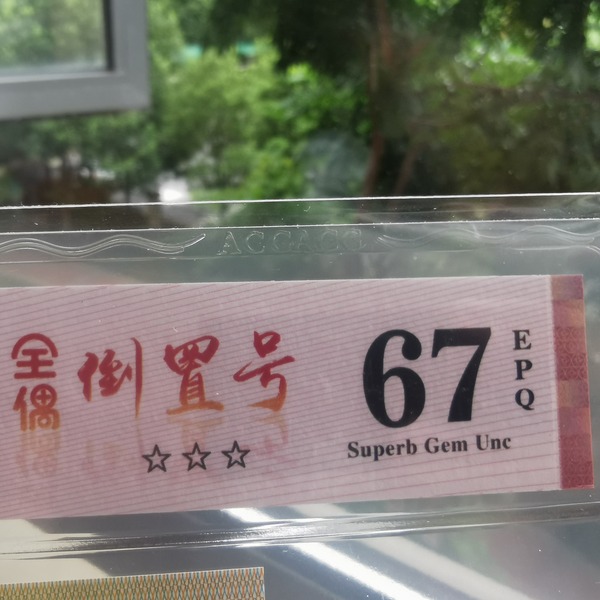 ACGACG
全偶 倒置号
☆☆☆
67
EPQ
Superb Gem Unc